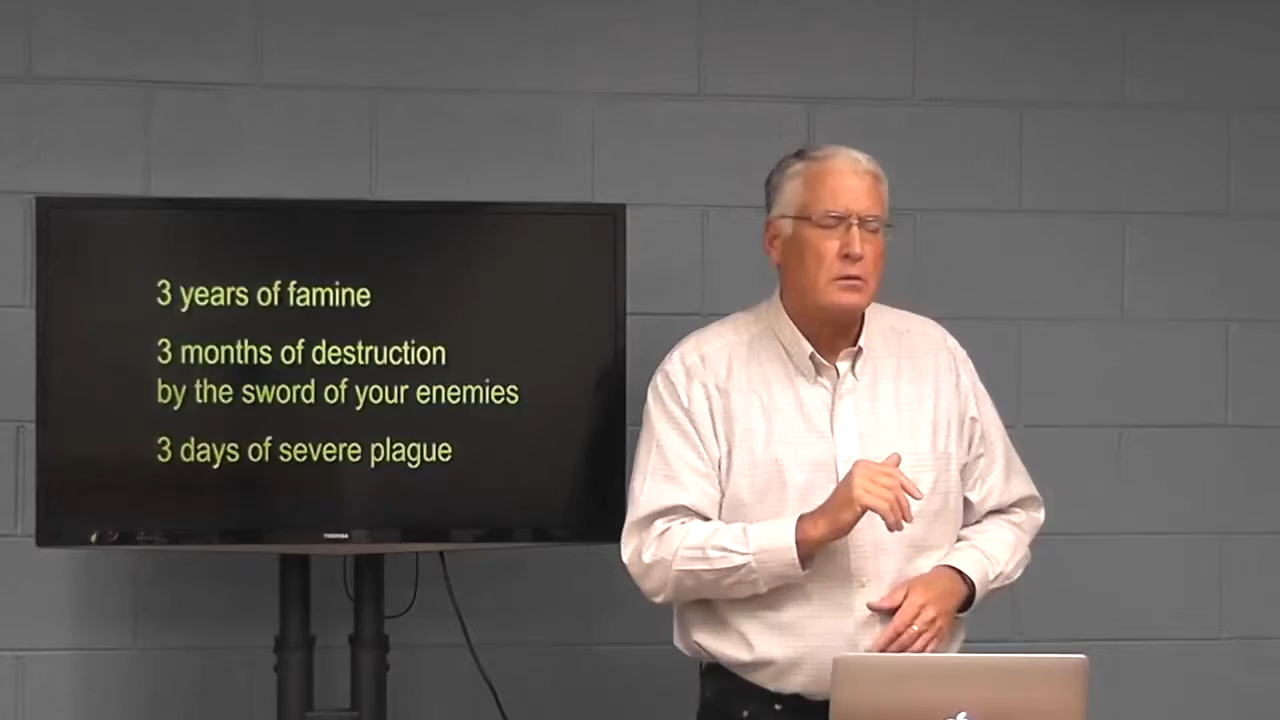 3 years of famine
3 months of destruction
by the sword of your enemies
3 days of severe plague
TOSHIBA